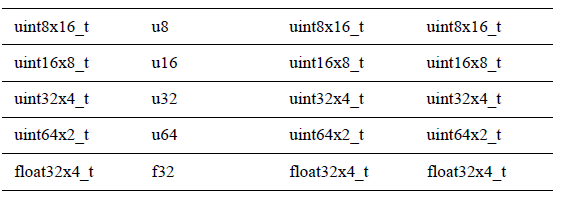 uint8x16_t u8 uint8x16_t uint8x16_t
uint16x8_t u16 uint16x8_t uint16x8_t
uint32x4_t u32 uint32x4_t uint32x4_t
uint64x2_t u64 uint64x2_t uint64x2_t
float32x4_t f32 float32x4_t float32x4_t